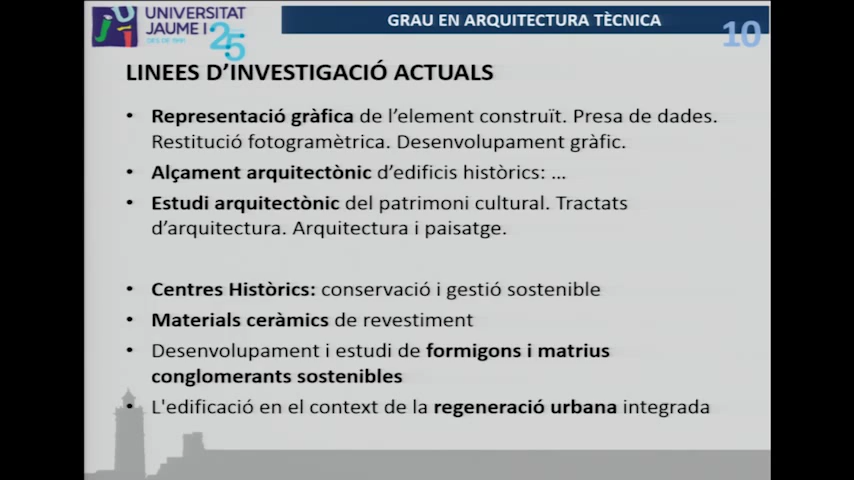 UNIVERSITAT
JAUME I
25
GRAU EN ARQUITECTURA TÈCNICA
10
LINEES D'INVESTIGACIÓ ACTUALS
• Representació gràfica de l'element construït. Presa de dades.
Restitució fotogramètrica. Desenvolupament gràfic.
• Alçament arquitectònic d'edificis històrics: ...
• Estudi arquitectònic del patrimoni cultural. Tractats
d'arquitectura. Arquitectura i paisatge.
• Centres Històrics: conservació i gestió sostenible
• Materials ceràmics de revestiment
• Desenvolupament i estudi de formigons i matrius
conglomerants sostenibles
• L'edificació en el context de la regeneració urbana integrada